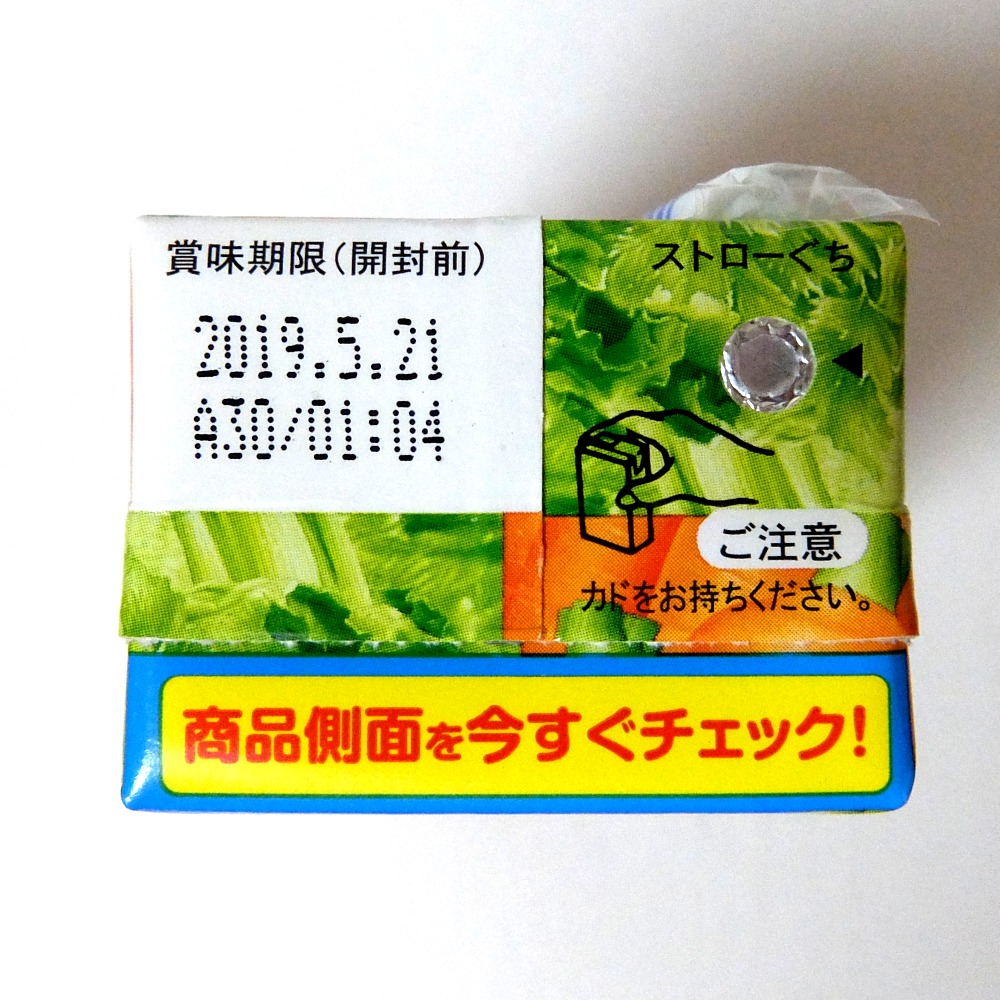 賞味期限(開封前)
2019.5.21
A30/01:04
ストローぐち
ご注意
カドをお持ちください。
商品側面を今すぐチェック!